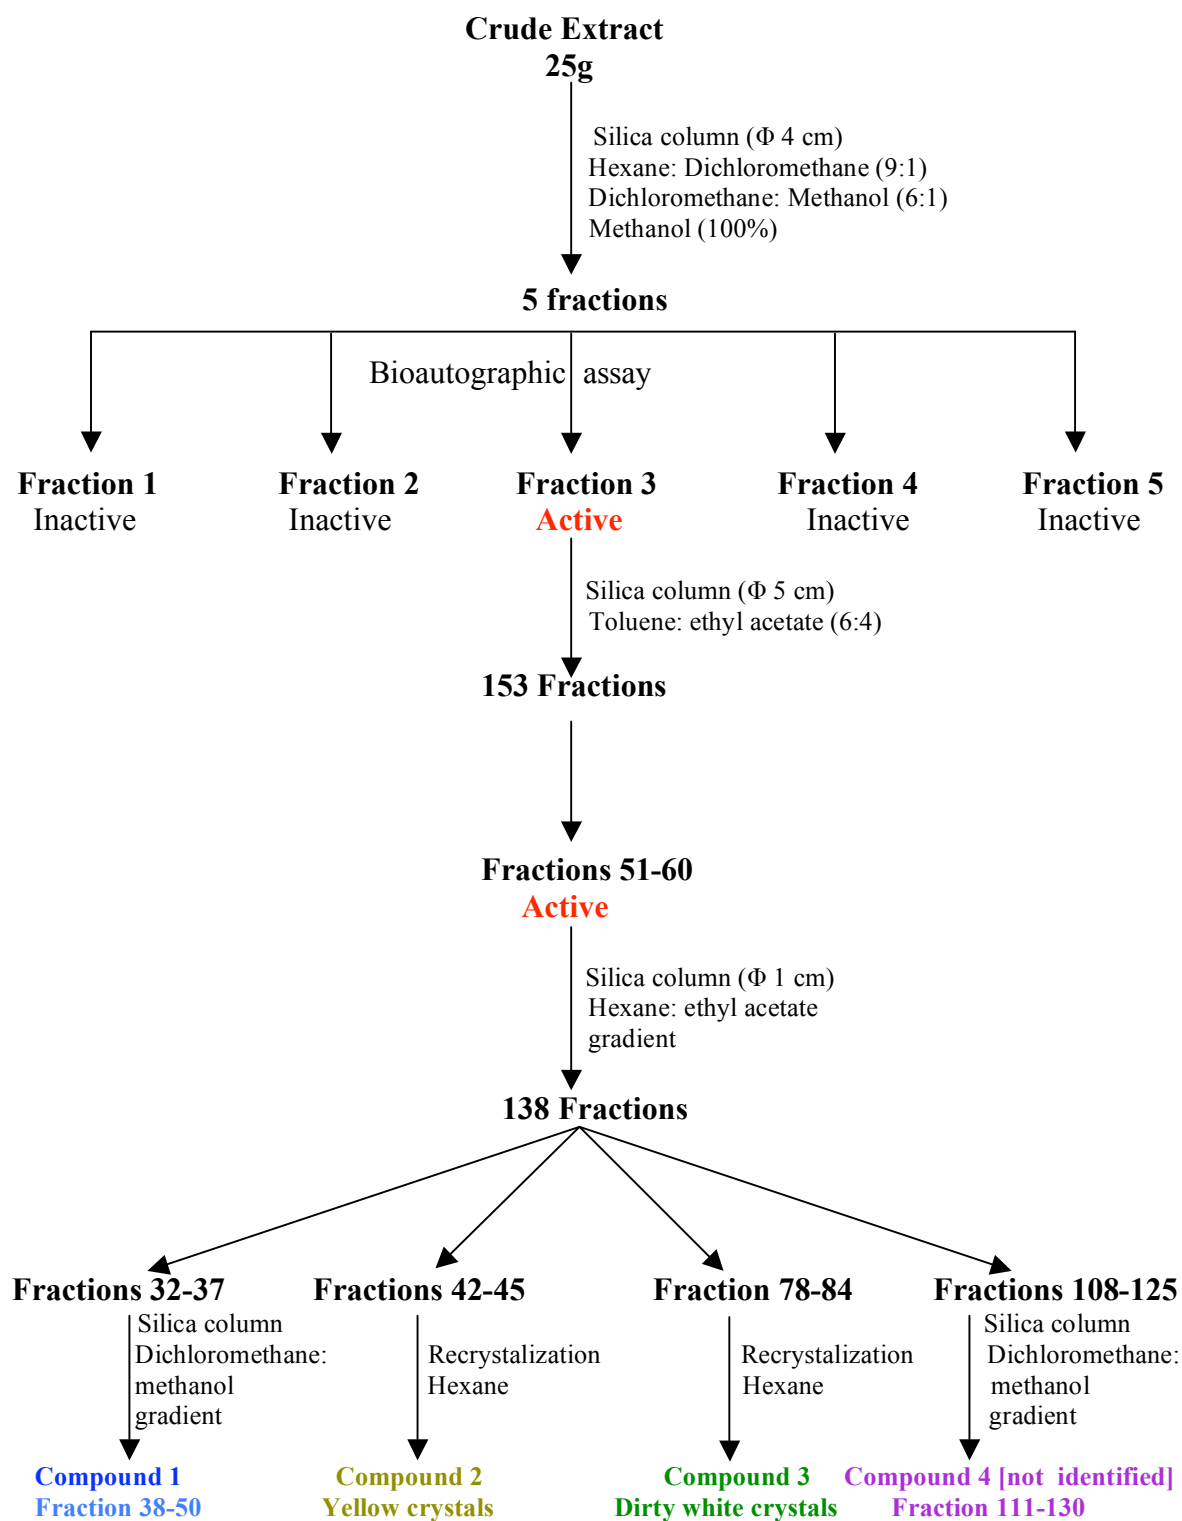 Crude Extract
25g
Silica column (Φ 4 cm)
Hexane: Dichloromethane (9:1)
Dichloromethane: Methanol (6:1)
Methanol (100%)
5 fractions
Bioautographic assay
Fraction 1
Inactive
Fraction 2
Inactive
Fraction 3
Active
Fraction 4
Inactive
Fraction 5
Inactive
Silica column (Φ 5 cm)
Toluene: ethyl acetate (6:4)
153 Fractions
Fractions 51-60
Active
Silica column (Φ 1 cm)
Hexane: ethyl acetate
gradient
138 Fractions
Fractions 32-37
Silica column
Dichloromethane:
methanol
gradient
Compound 1
Fraction 38-50
Fractions 42-45
Recrystalization
Hexane
Compound 2
Yellow crystals
Fraction 78-84
Recrystalization
Hexane
Compound 3
Dirty white crystals
Fractions 108-125
Silica column
Dichloromethane:
methanol
gradient
Compound 4 [not identified]
Fraction 111-130